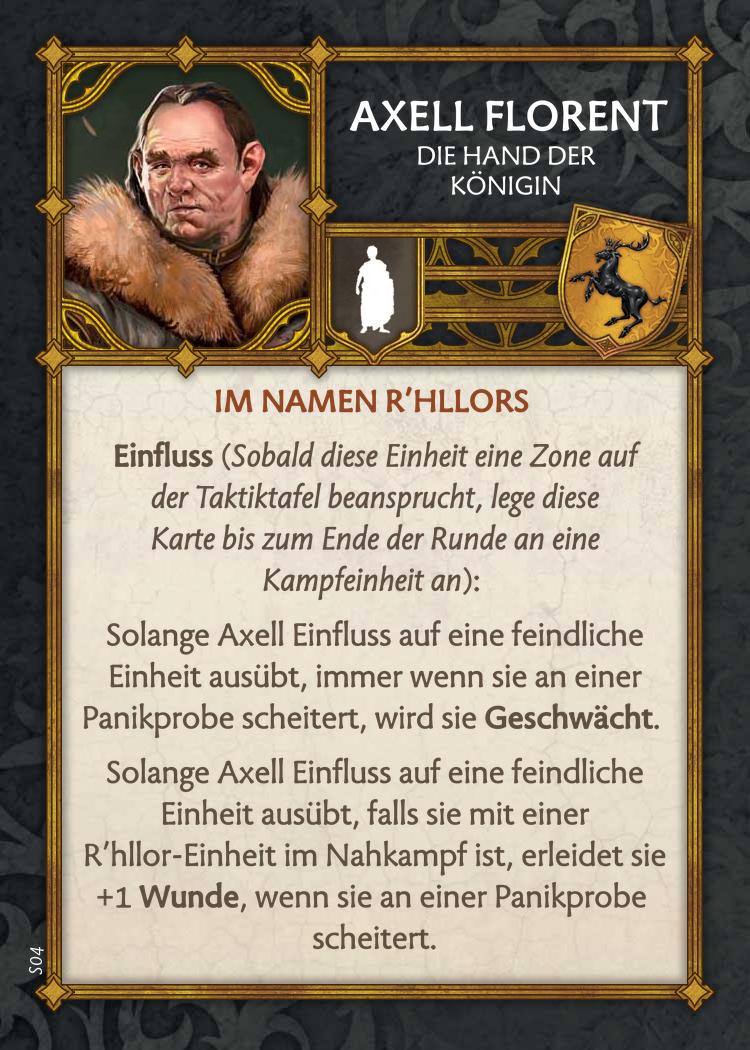 AXELL FLORENT
DIE HAND DER
KÖNIGIN
IM NAMEN R'HLLORS
Einfluss (Sobald diese Einheit eine Zone auf
der Taktiktafel beansprucht, lege diese
Karte bis zum Ende der Runde an eine
Kampfeinheit an):
Solange Axell Einfluss auf eine feindliche
Einheit ausübt, immer wenn sie an einer
Panikprobe scheitert, wird sie Geschwächt.
Solange Axell Einfluss auf eine feindliche
Einheit ausübt, falls sie mit einer
R'hllor-Einheit im Nahkampf ist, erleidet sie
+1 Wunde, wenn sie an einer Panikprobe
scheitert.
S04